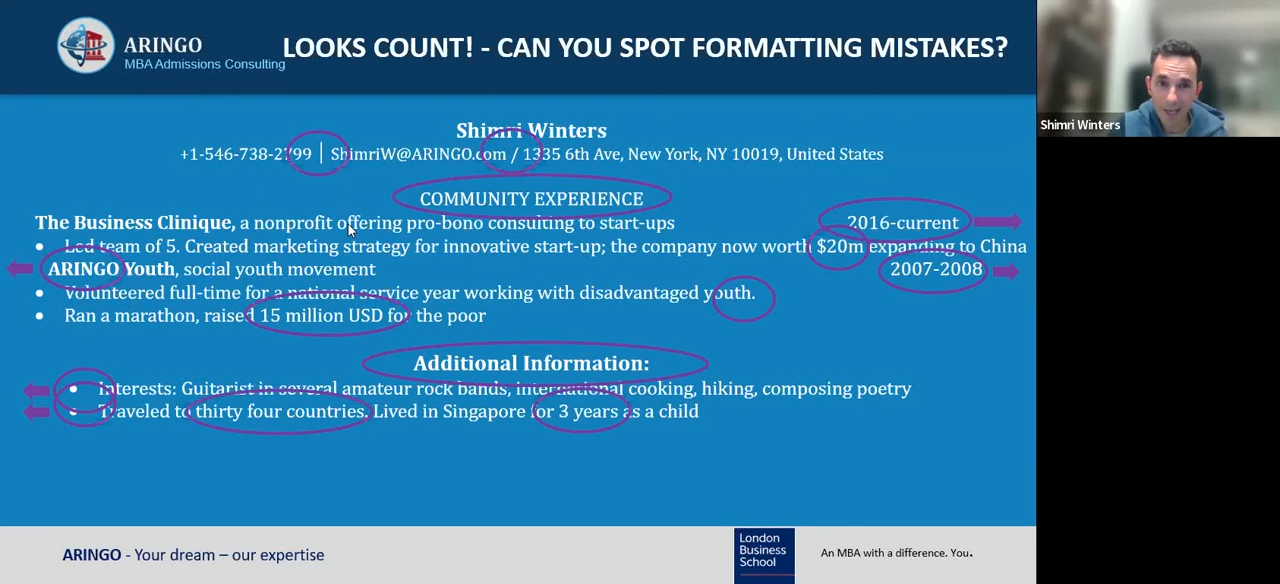 ARINGO
MBA Admissions Consulting
LOOKS COUNT! - CAN YOU SPOT FORMATTING MISTAKES?
Shimri Winters
Shimri Winters
+1-546-738-2799 | ShimriW@ARINGO.com / 1335 6th Ave, New York, NY 10019, United States
COMMUNITY EXPERIENCE
The Business Clinique, a nonprofit offering pro-bono consulting to start-ups 2016-current
• Led team of 5. Created marketing strategy for innovative start-up; the company now worth $20m expanding to China
ARINGO Youth, social youth movement 2007-2008
• Volunteered full-time for a national service year working with disadvantaged youth.
• Ran a marathon, raised 15 million USD for the poor
Additional Information:
• Interests: Guitarist in several amateur rock bands, international cooking, hiking, composing poetry
• Traveled to thirty four countries. Lived in Singapore for 3 years as a child
ARINGO - Your dream – our expertise
London
Business
School
An MBA with a difference. You.